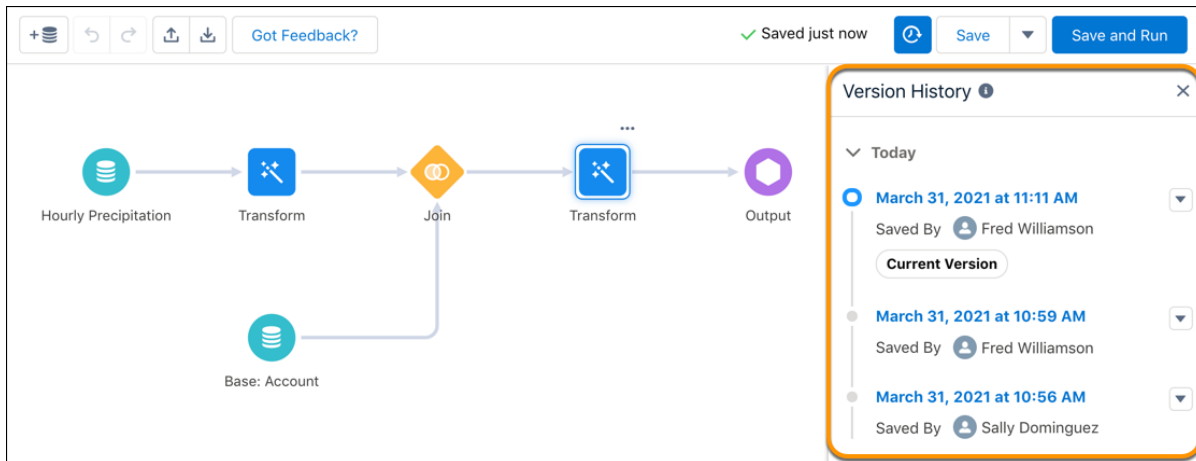 Got Feedback?
Saved just now
Save
Save and Run
Hourly Precipitation
Transform
Join
Transform
Output
Base: Account
Version History
Today
March 31, 2021 at 11:11 AM
Saved By Fred Williamson
Current Version
March 31, 2021 at 10:59 AM
Saved By Fred Williamson
March 31, 2021 at 10:56 AM
Saved By Sally Dominguez